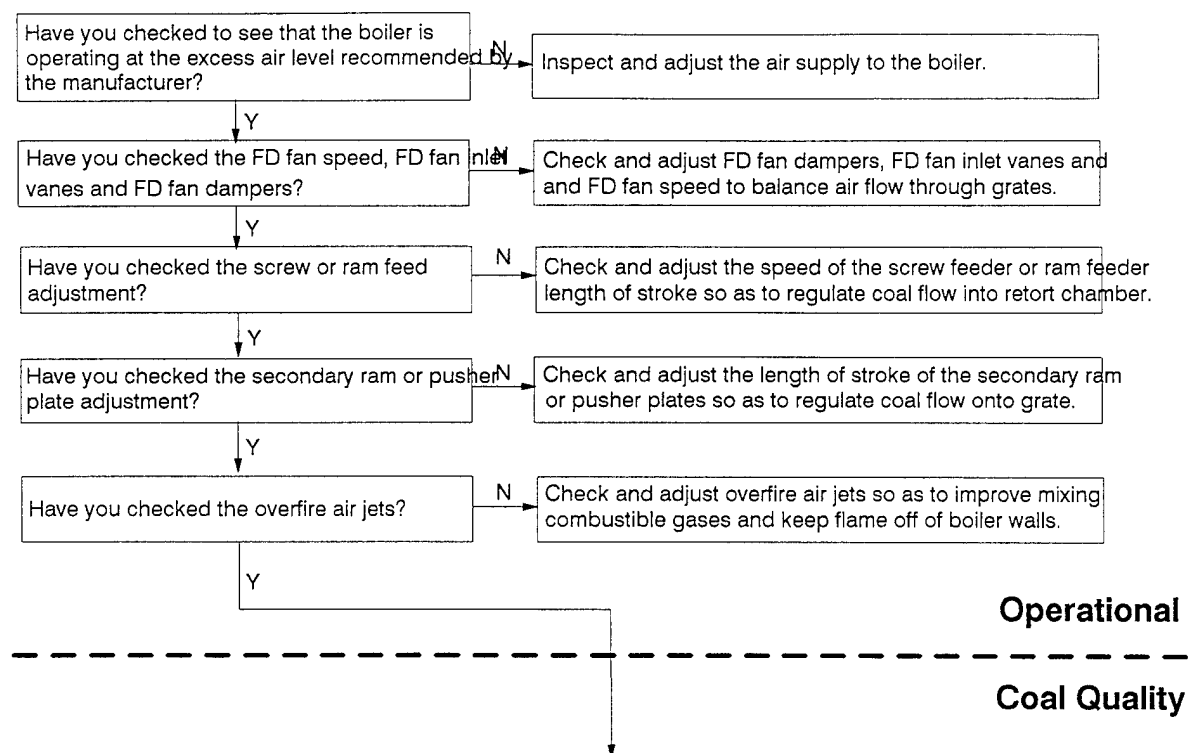 Have you checked to see that the boiler is
operating at the excess air level recommended by
the manufacturer?
N
Inspect and adjust the air supply to the boiler.
Y
Have you checked the FD fan speed, FD fan inlet
vanes and FD fan dampers?
N
Check and adjust FD fan dampers, FD fan inlet vanes and
and FD fan speed to balance air flow through grates.
Y
Have you checked the screw or ram feed
adjustment?
N
Check and adjust the speed of the screw feeder or ram feeder
length of stroke so as to regulate coal flow into retort chamber.
Y
Have you checked the secondary ram or pusher
plate adjustment?
N
Check and adjust the length of stroke of the secondary ram
or pusher plates so as to regulate coal flow onto grate.
Y
Have you checked the overfire air jets?
N
Check and adjust overfire air jets so as to improve mixing
combustible gases and keep flame off of boiler walls.
Y
Operational
Coal Quality